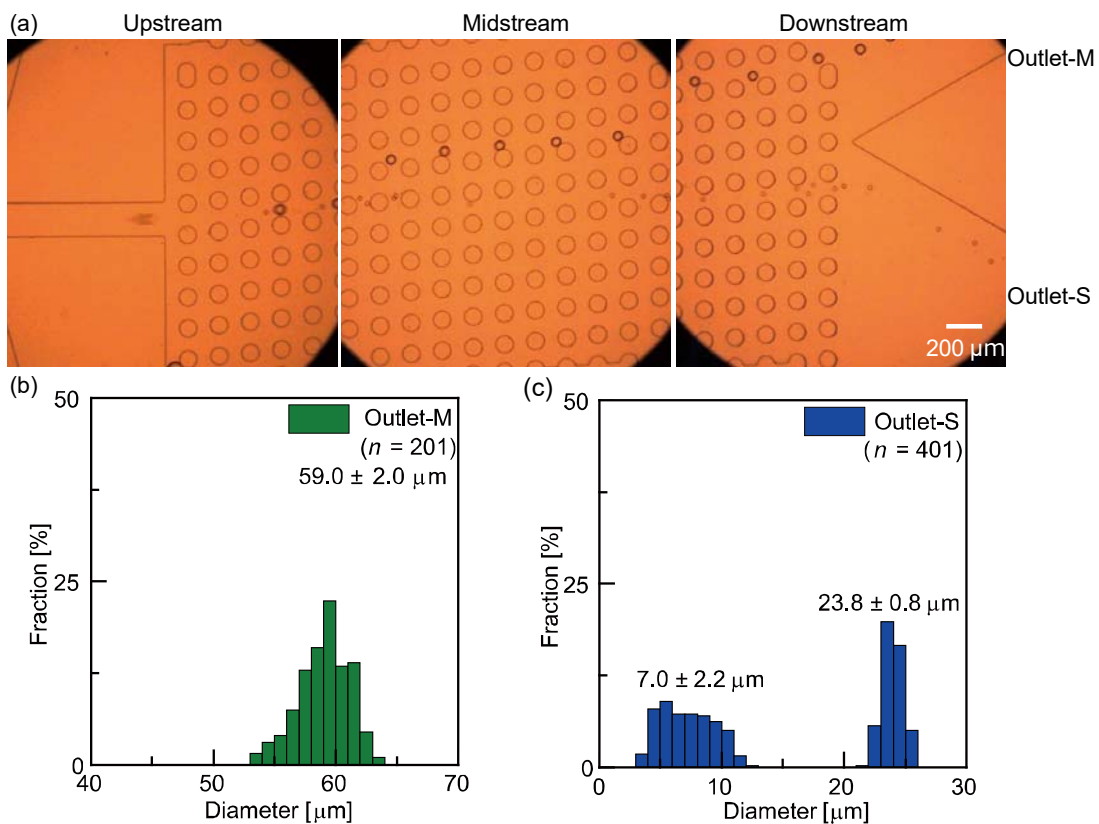 (a)
Upstream
Midstream
Downstream
Outlet-M
Outlet-S
200 μm
(b)
50
25
0
40
50
60
70
Fraction [%]
Diameter [μm]
Outlet-M
(n = 201)
59.0 ± 2.0 μm
(c)
50
25
0
0
10
20
30
Fraction [%]
Diameter [μm]
Outlet-S
(n = 401)
23.8 ± 0.8 μm
7.0 ± 2.2 μm